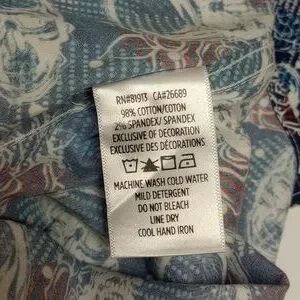 RN#81913 CA#26689
98% COTTON/COTON
2% SPANDEX/ SPANDEX
EXCLUSIVE OF DECORATION
EXCLUSIVE DES DÉCORATIONS
MACHINE WASH COLD WATER
MILD DETERGENT
DO NOT BLEACH
LINE DRY
COOL HAND IRON